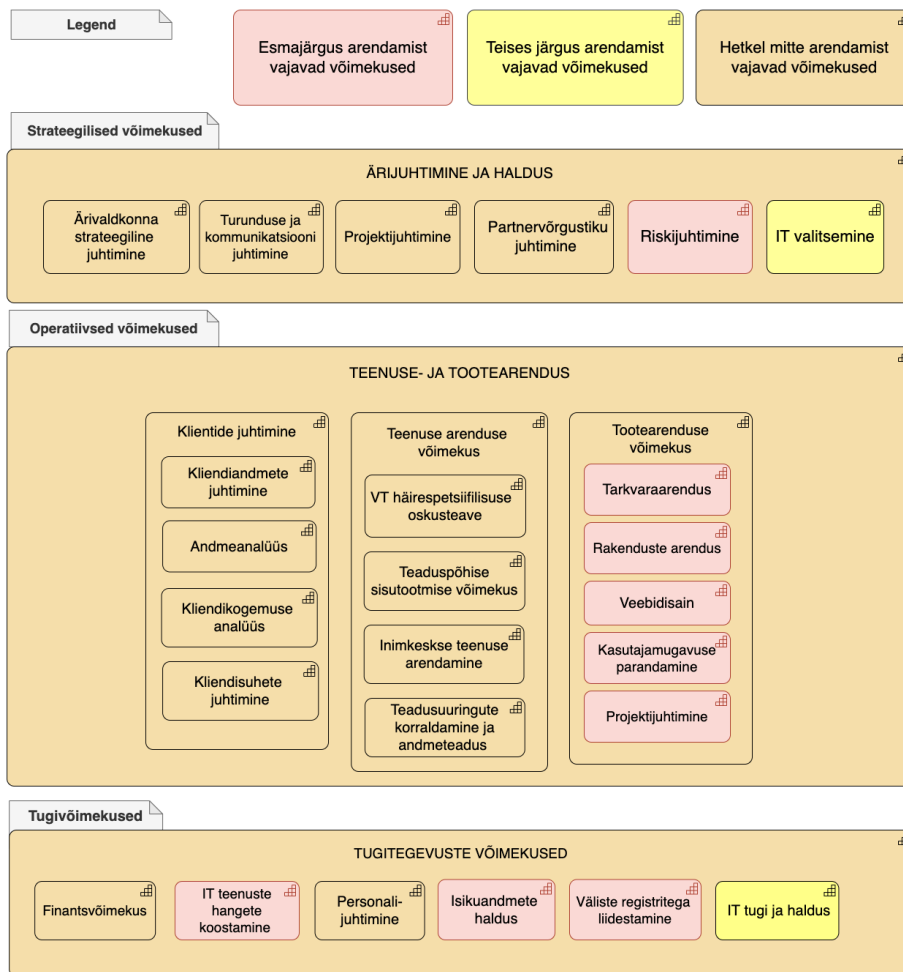 Legend
Esmajärgus arendamist
vajavad võimekused
Teises järgus arendamist
vajavad võimekused
Hetkel mitte arendamist
vajavad võimekused
Strateegilised võimekused
ÄRIJUHTIMINE JA HALDUS
Ärivaldkonna
strateegiline
juhtimine
Turunduse ja
kommunikatsiooni
juhtimine
Projektijuhtimine
Partnervõrgustiku
juhtimine
Riskijuhtimine
IT valitsemine
Operatiivsed võimekused
TEENUSE- JA TOOTEARENDUS
Klientide juhtimine
Kliendiandmete
juhtimine
Andmeanalüüs
Kliendikogemuse
analüüs
Kliendisuhete
juhtimine
Teenuse arenduse
võimekus
VT häirespetsiifilisuse
oskusteave
Teaduspõhise
sisutootmise võimekus
Inimkeskse teenuse
arendamine
Teadusuuringute
korraldamine ja
andmeteadus
Tootearenduse
võimekus
Tarkvaraarendus
Rakenduste arendus
Veebidisain
Kasutajamugavuse
parandamine
Projektijuhtimine
Tugivõimekused
TUGITEGEVUSTE VÕIMEKUSED
Finantsvõimekus
IT teenuste
hangete
koostamine
Personali-
juhtimine
Isikuandmete
haldus
Väliste registritega
liidestamine
IT tugi ja haldus